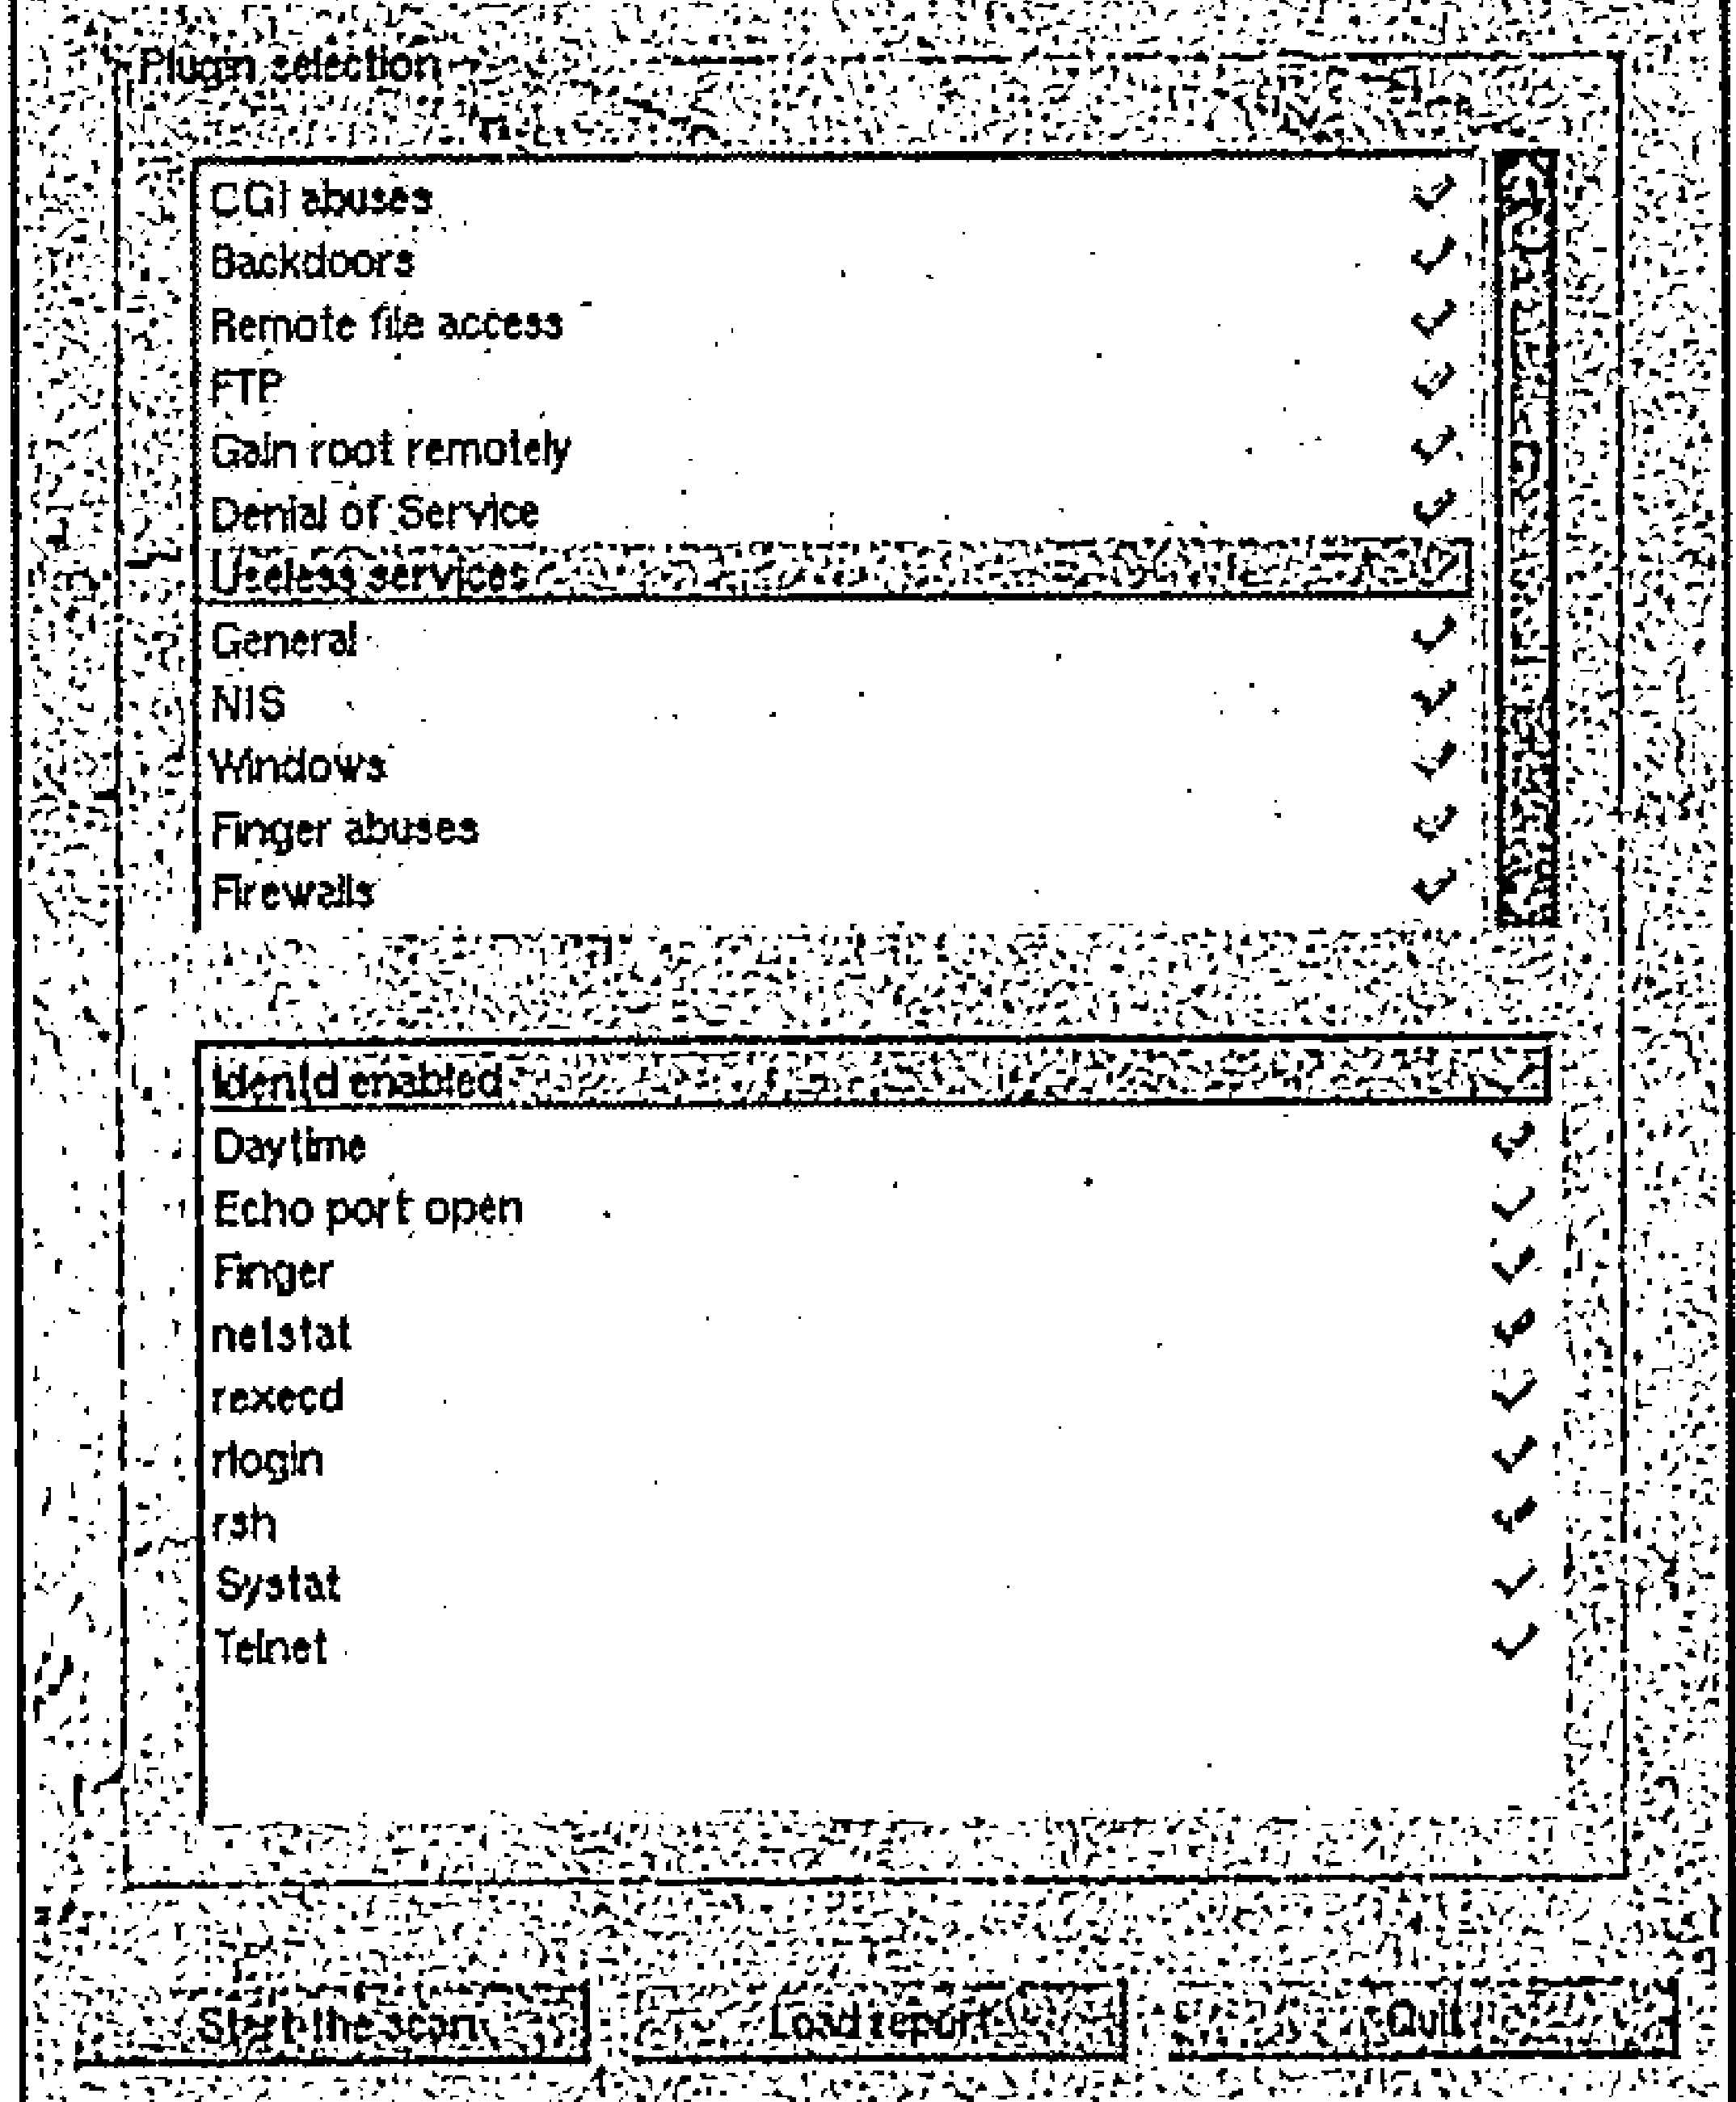 Plugin selection
CGI abuses
Backdoors
Remote file access
FTP
Gain root remotely
Denial of Service
Useless services
General
NIS
Windows
Finger abuses
Firewalls
Identd enabled
Daytime
Echo port open
Finger
netstat
rexecd
rlogin
rsh
Systat
Telnet
Start the scan Load report Quit